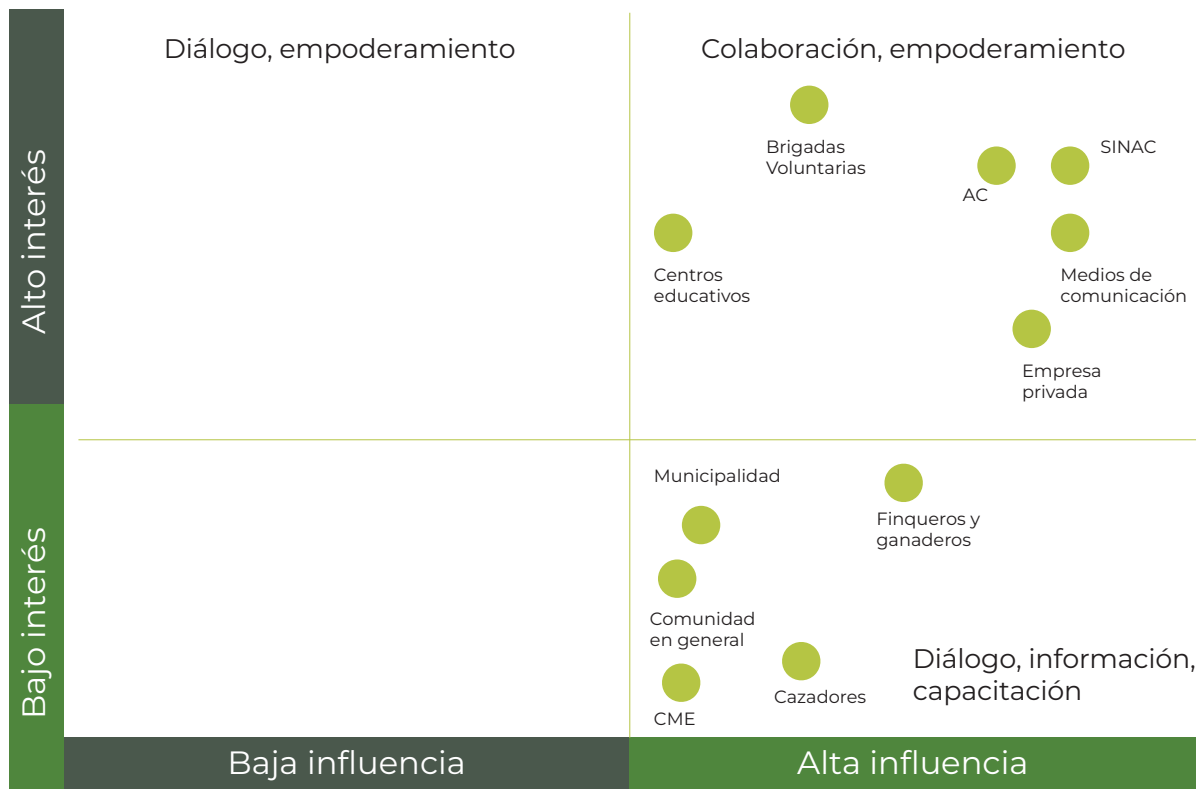 Diálogo, empoderamiento
Colaboración, empoderamiento
Alto interés
Brigadas
Voluntarias
SINAC
AC
Centros
educativos
Medios de
comunicación
Empresa
privada
Bajo interés
Municipalidad
Finqueros y
ganaderos
Comunidad
en general
Diálogo, información,
capacitación
Cazadores
CME
Baja influencia
Alta influencia